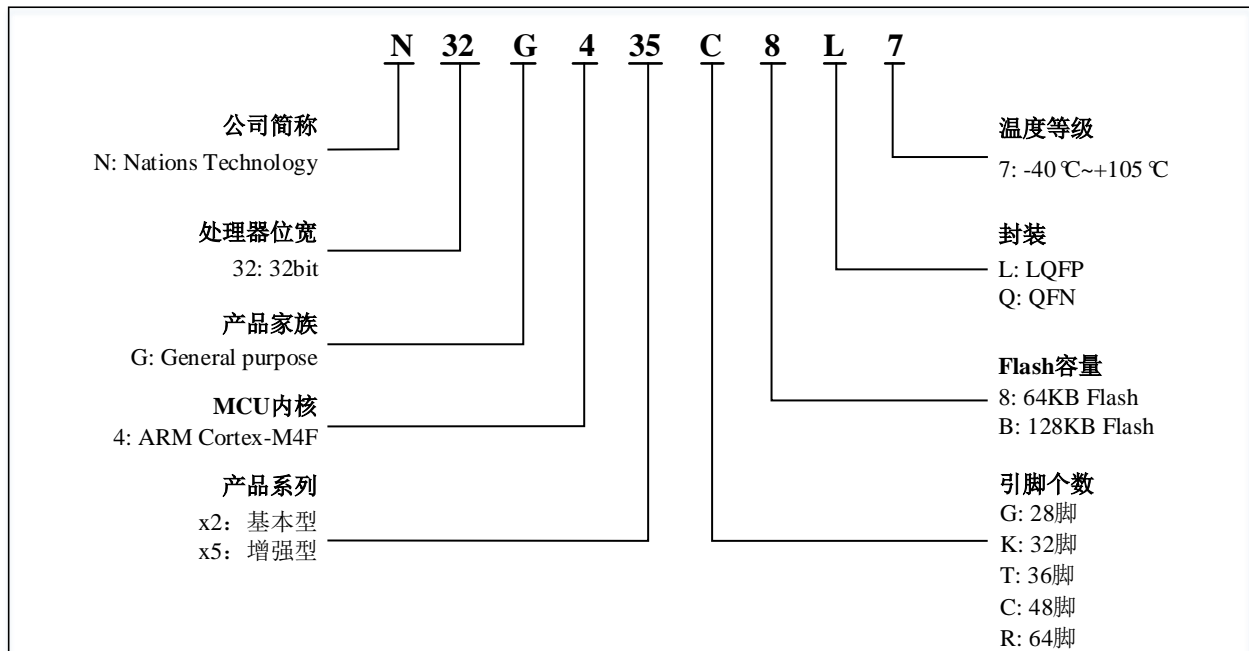 N 32 G 4 35 C 8 L 7
公司简称
N: Nations Technology
处理器位宽
32: 32bit
产品家族
G: General purpose
MCU内核
4: ARM Cortex-M4F
产品系列
x2：基本型
x5：增强型
温度等级
7: -40℃~+105℃
封装
L: LQFP
Q: QFN
Flash容量
8: 64KB Flash
B: 128KB Flash
引脚个数
G: 28脚
K: 32脚
T: 36脚
C: 48脚
R: 64脚